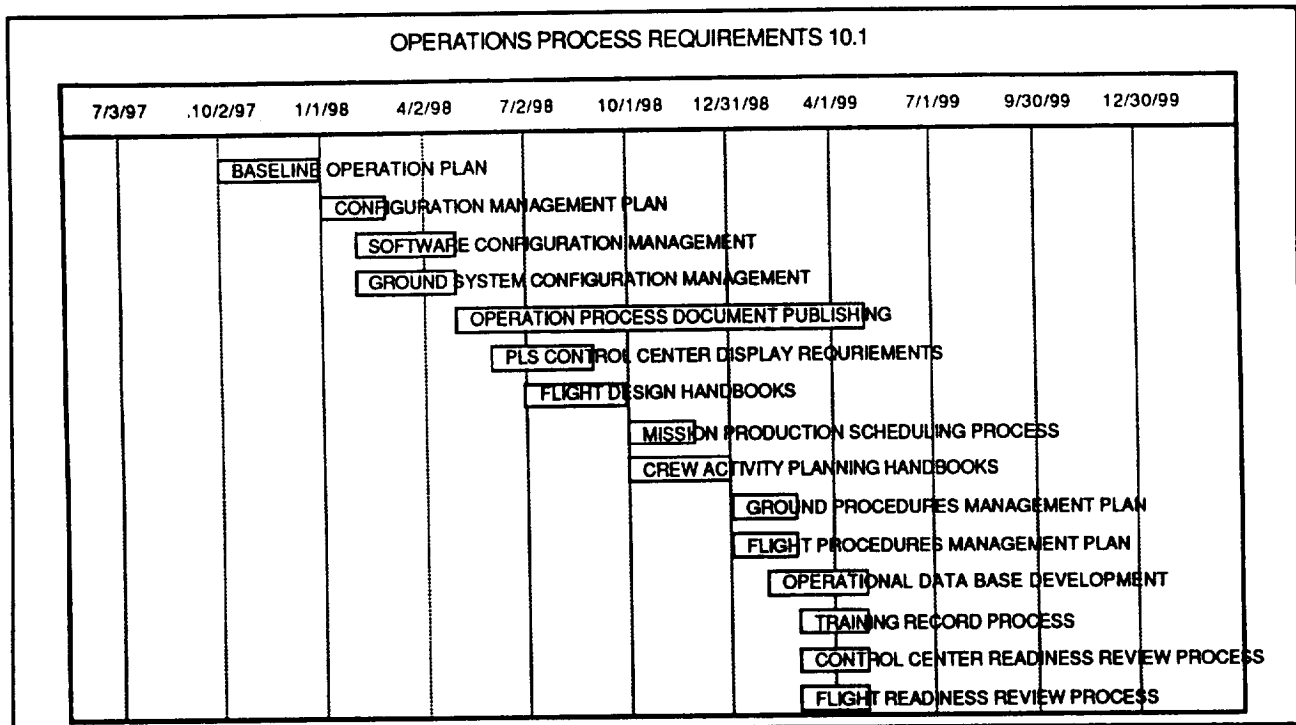 OPERATIONS PROCESS REQUIREMENTS 10.1
7/3/97 .10/2/97 1/1/98 4/2/98 7/2/98 10/1/98 12/31/98 4/1/99 7/1/99 9/30/99 12/30/99
BASELINE OPERATION PLAN
CONFIGURATION MANAGEMENT PLAN
SOFTWARE CONFIGURATION MANAGEMENT
GROUND SYSTEM CONFIGURATION MANAGEMENT
OPERATION PROCESS DOCUMENT PUBLISHING
PLS CONTROL CENTER DISPLAY REQURIEMENTS
FLIGHT DESIGN HANDBOOKS
MISSION PRODUCTION SCHEDULING PROCESS
CREW ACTIVITY PLANNING HANDBOOKS
GROUND PROCEDURES MANAGEMENT PLAN
FLIGHT PROCEDURES MANAGEMENT PLAN
OPERATIONAL DATA BASE DEVELOPMENT
TRAINING RECORD PROCESS
CONTROL CENTER READINESS REVIEW PROCESS
FLIGHT READINESS REVIEW PROCESS